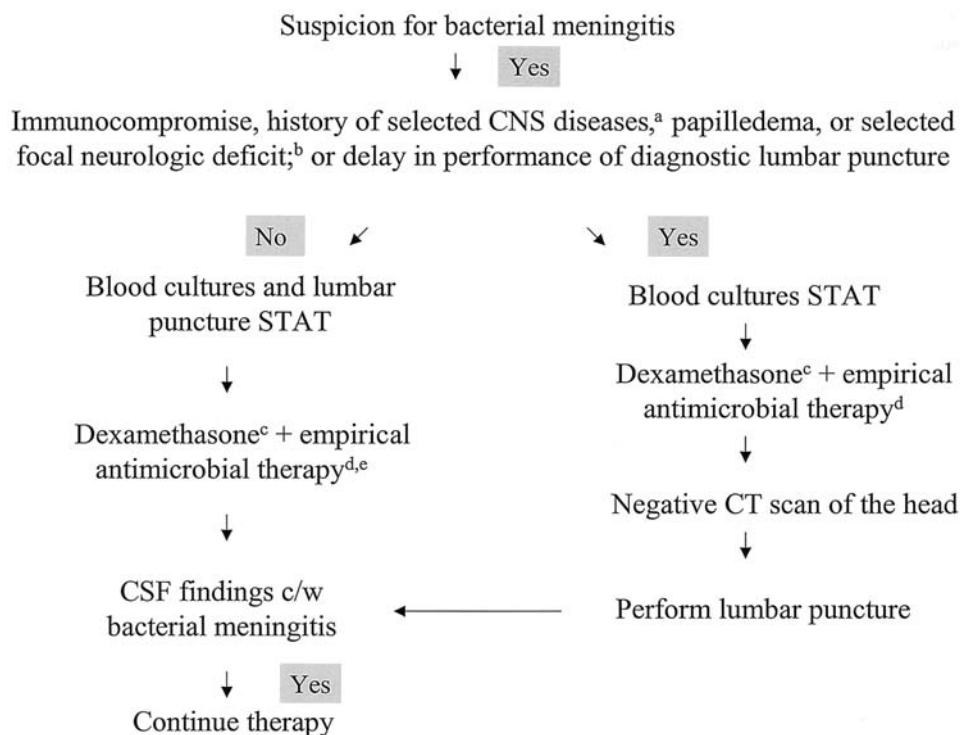 Suspicion for bacterial meningitis
Yes
Immunocompromise, history of selected CNS diseases,ᵃ papilledema, or selected
focal neurologic deficit;ᵇ or delay in performance of diagnostic lumbar puncture
No
Yes
Blood cultures and lumbar
puncture STAT
Blood cultures STAT
Dexamethasoneᶜ + empirical
antimicrobial therapyᵈ
Dexamethasoneᶜ + empirical
antimicrobial therapyᵈ,ᵉ
Negative CT scan of the head
CSF findings c/w
bacterial meningitis
Perform lumbar puncture
Yes
Continue therapy